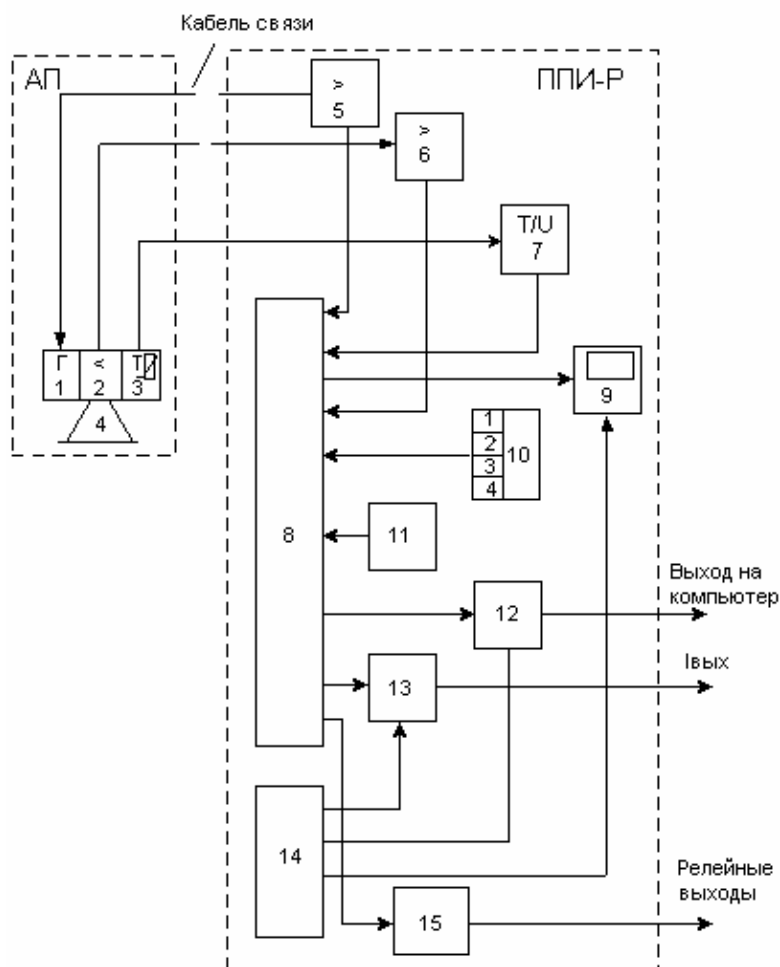 Кабель связи
АП
ППИ-Р
>
5
>
6
T/U
7
Г
<
Т
1
2
3
4
9
1
2
3
4
10
8
11
Выход на
компьютер
12
Iвых
13
14
Релейные
выходы
15